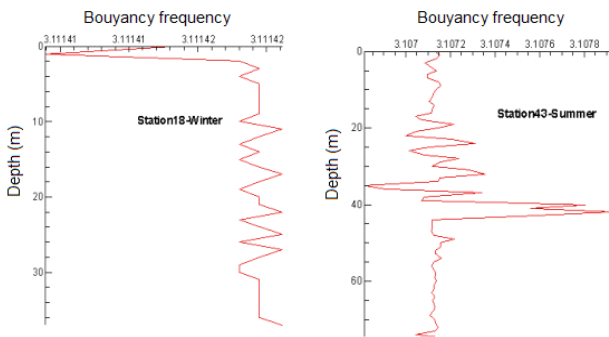 Bouyancy frequency
3.11141 3.11141 3.11142 3.11142
0
10
20
30
Depth (m)
Station18-Winter
Bouyancy frequency
3.107 3.1072 3.1074 3.1076 3.1078
0
20
40
60
Depth (m)
Station43-Summer